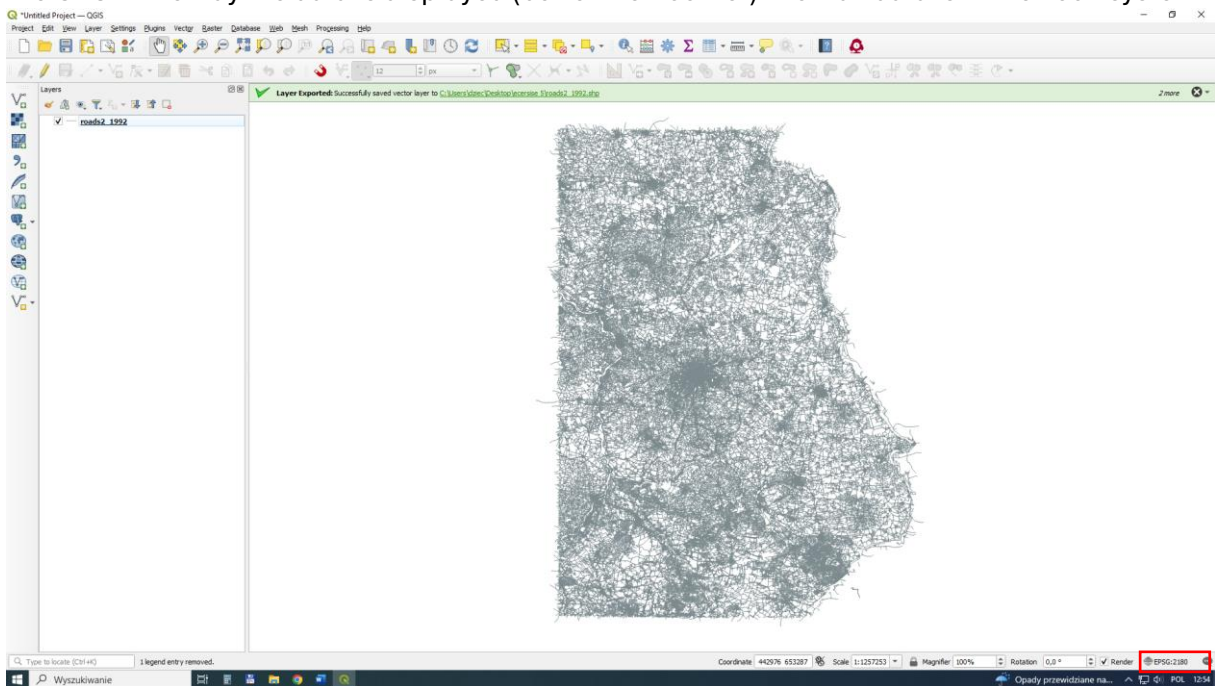 *Untitled Project — QGIS
Project Edit View Layer Settings Plugins Vector Raster Database Web Mesh Processing Help
12 px
Layers
Layer Exported: Successfully saved vector layer to
2 more
roads2_1992
Type to locate (Ctrl+K) 1 legend entry removed. Coordinate 442976 653287 Scale 1:1257253 Magnifier 100% Rotation 0,0 ° Render EPSG:2180
Wyszukiwanie Opady przewidziane na... POL 12:54